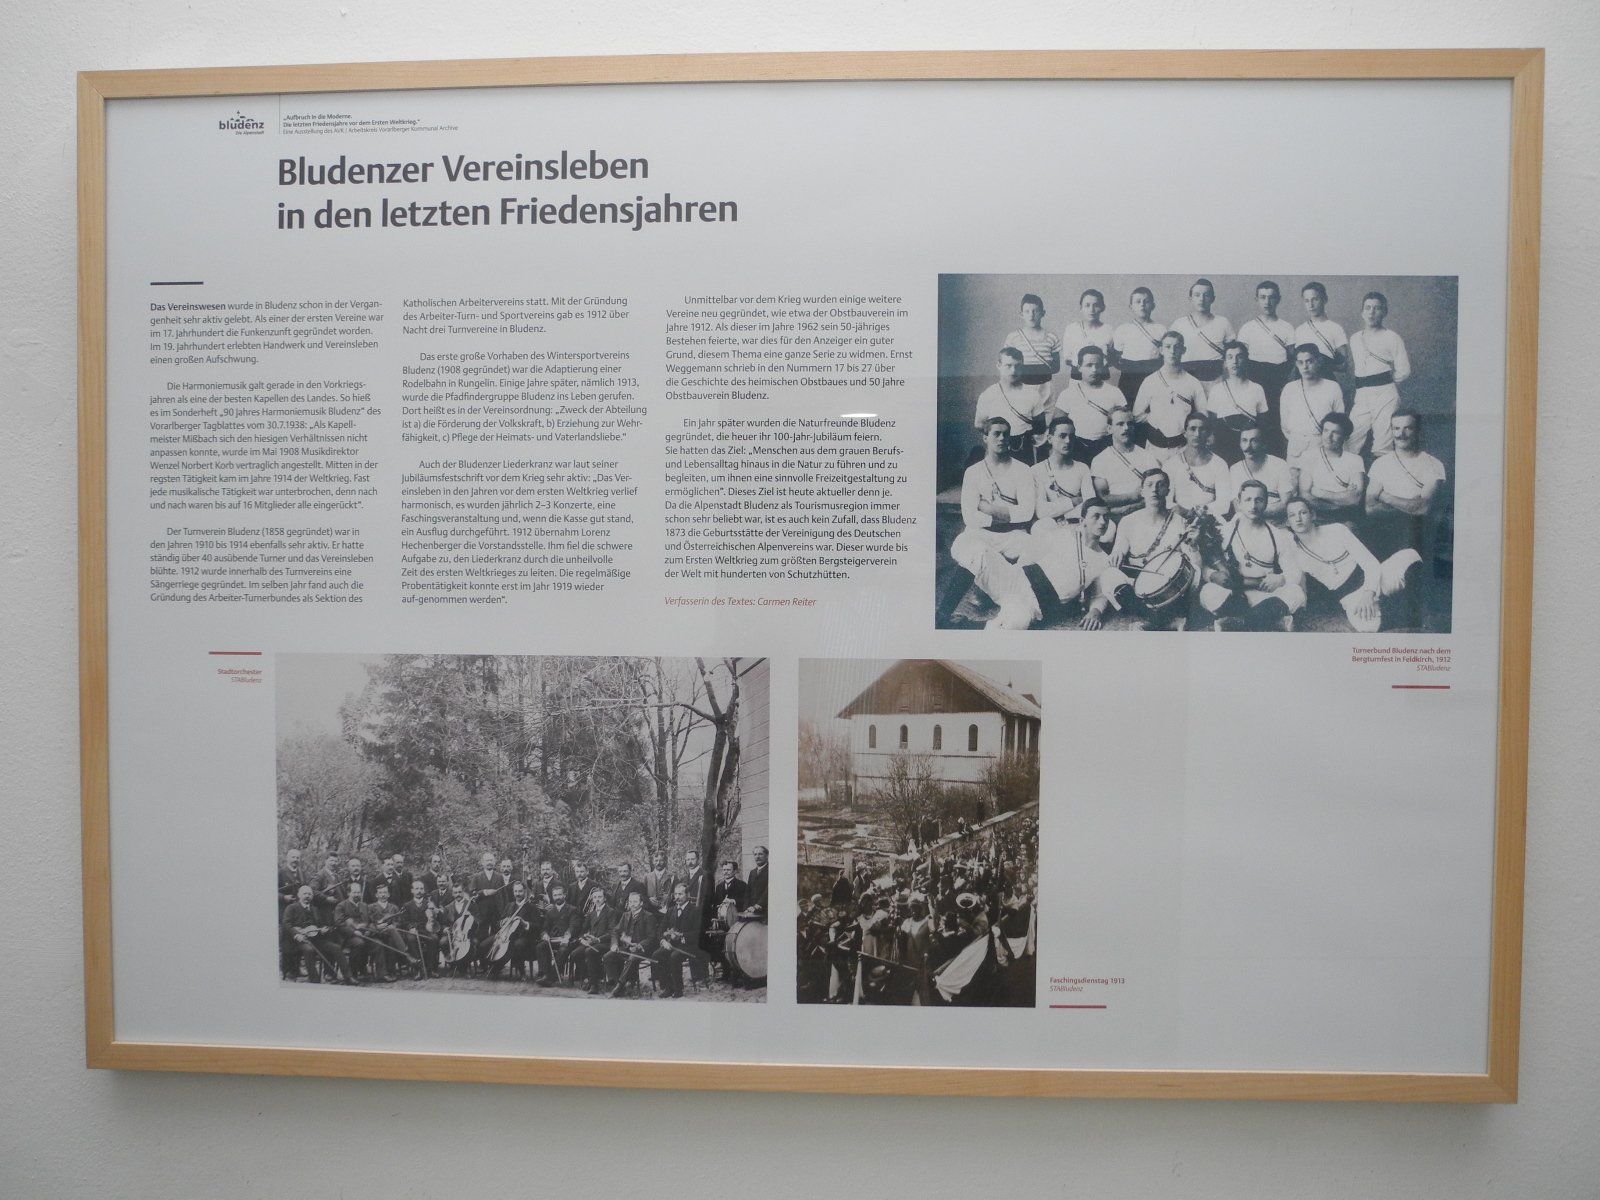 bludenz
Die Alpenstadt
„Aufbruch in die Moderne.
Die letzten Friedensjahre vor dem Ersten Weltkrieg."
Eine Ausstellung des AVK / Arbeitskreis Vorarlberger Kommunal Archive
Bludenzer Vereinsleben
in den letzten Friedensjahren
Das Vereinswesen wurde in Bludenz schon in der Vergan-
genheit sehr aktiv gelebt. Als einer der ersten Vereine war
im 17. Jahrhundert die Funkenzunft gegründet worden.
Im 19. Jahrhundert erlebten Handwerk und Vereinsleben
einen großen Aufschwung.
Die Harmoniemusik galt gerade in den Vorkriegs-
jahren als eine der besten Kapellen des Landes. So hieß
es im Sonderheft „90 Jahres Harmoniemusik Bludenz" des
Vorarlberger Tagblattes vom 30.7.1938: „Als Kapell-
meister Mißbach sich den hiesigen Verhältnissen nicht
anpassen konnte, wurde im Mai 1908 Musikdirektor
Wenzel Norbert Korb vertraglich angestellt. Mitten in der
regsten Tätigkeit kam im Jahre 1914 der Weltkrieg. Fast
jede musikalische Tätigkeit war unterbrochen, denn nach
und nach waren bis auf 16 Mitglieder alle eingerückt".
Der Turnverein Bludenz (1858 gegründet) war in
den Jahren 1910 bis 1914 ebenfalls sehr aktiv. Er hatte
ständig über 40 ausübende Turner und das Vereinsleben
blühte. 1912 wurde innerhalb des Turnvereins eine
Sängerriege gegründet. Im selben Jahr fand auch die
Gründung des Arbeiter-Turnerbundes als Sektion des
Katholischen Arbeitervereins statt. Mit der Gründung
des Arbeiter-Turn- und Sportvereins gab es 1912 über
Nacht drei Turnvereine in Bludenz.
Das erste große Vorhaben des Wintersportvereins
Bludenz (1908 gegründet) war die Adaptierung einer
Rodelbahn in Rungelin. Einige Jahre später, nämlich 1913,
wurde die Pfadfindergruppe Bludenz ins Leben gerufen.
Dort heißt es in der Vereinsordnung: „Zweck der Abteilung
ist a) die Förderung der Volkskraft, b) Erziehung zur Wehr-
fähigkeit, c) Pflege der Heimats- und Vaterlandsliebe."
Auch der Bludenzer Liederkranz war laut seiner
Jubiläumsfestschrift vor dem Krieg sehr aktiv: „Das Ver-
einsleben in den Jahren vor dem ersten Weltkrieg verlief
harmonisch, es wurden jährlich 2–3 Konzerte, eine
Faschingsveranstaltung und, wenn die Kasse gut stand,
ein Ausflug durchgeführt. 1912 übernahm Lorenz
Hechenberger die Vorstandsstelle. Ihm fiel die schwere
Aufgabe zu, den Liederkranz durch die unheilvolle
Zeit des ersten Weltkrieges zu leiten. Die regelmäßige
Probentätigkeit konnte erst im Jahr 1919 wieder
auf-genommen werden".
Unmittelbar vor dem Krieg wurden einige weitere
Vereine neu gegründet, wie etwa der Obstbauverein im
Jahre 1912. Als dieser im Jahre 1962 sein 50-jähriges
Bestehen feierte, war dies für den Anzeiger ein guter
Grund, diesem Thema eine ganze Serie zu widmen. Ernst
Weggemann schrieb in den Nummern 17 bis 27 über
die Geschichte des heimischen Obstbaues und 50 Jahre
Obstbauverein Bludenz.
Ein Jahr später wurden die Naturfreunde Bludenz
gegründet, die heuer ihr 100-Jahr-Jubiläum feiern.
Sie hatten das Ziel: „Menschen aus dem grauen Berufs-
und Lebensalltag hinaus in die Natur zu führen und zu
begleiten, um ihnen eine sinnvolle Freizeitgestaltung zu
ermöglichen". Dieses Ziel ist heute aktueller denn je.
Da die Alpenstadt Bludenz als Tourismusregion immer
schon sehr beliebt war, ist es auch kein Zufall, dass Bludenz
1873 die Geburtsstätte der Vereinigung des Deutschen
und Österreichischen Alpenvereins war. Dieser wurde bis
zum Ersten Weltkrieg zum größten Bergsteigerverein
der Welt mit hunderten von Schutzhütten.
Verfasserin des Textes: Carmen Reiter
Turnerbund Bludenz nach dem
Bergturnfest in Feldkirch, 1912
STABludenz
Stadtorchester
STABludenz
Faschingsdienstag 1913
STABludenz